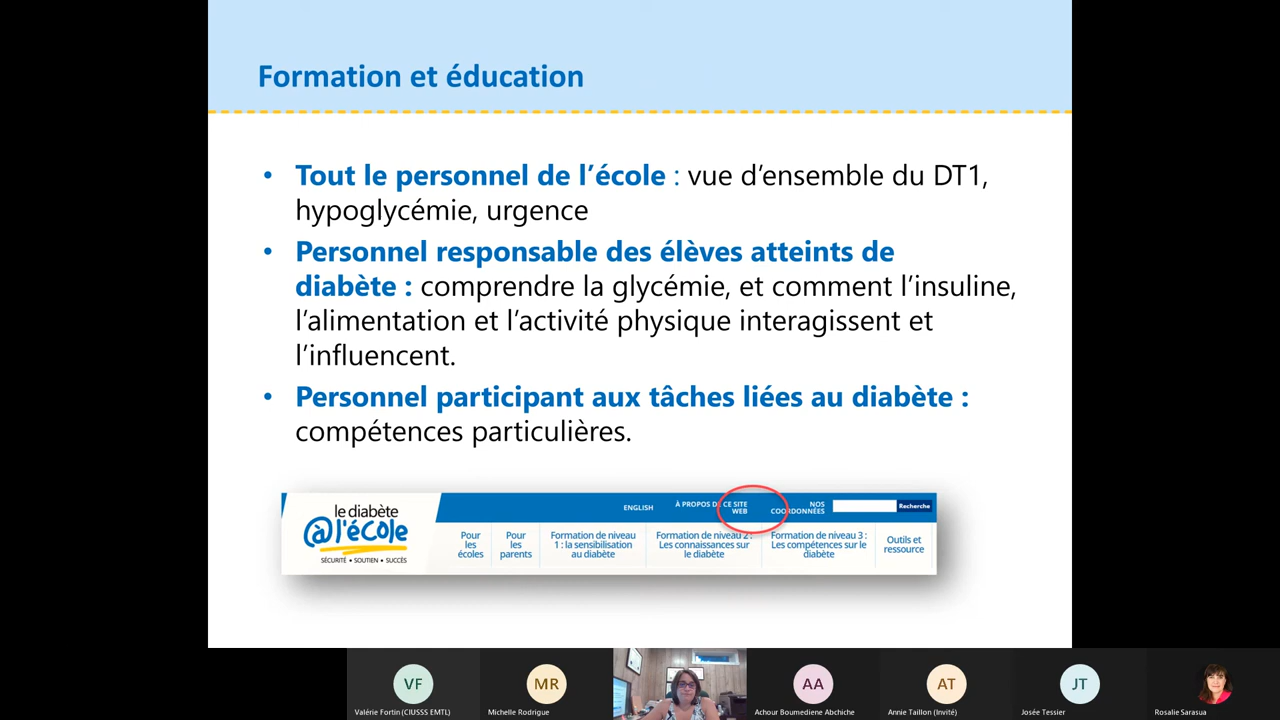 Formation et éducation
• Tout le personnel de l’école : vue d’ensemble du DT1,
hypoglycémie, urgence
• Personnel responsable des élèves atteints de
diabète : comprendre la glycémie, et comment l’insuline,
l’alimentation et l’activité physique interagissent et
l’influencent.
• Personnel participant aux tâches liées au diabète :
compétences particulières.
le diabète
@l'école
SÉCURITÉ • SOUTIEN • SUCCÈS
ENGLISH
À PROPOS DE CE SITE
WEB
NOS
COORDONNÉES
Recherche
Pour
les
écoles
Pour
les
parents
Formation de niveau
1 : la sensibilisation
au diabète
Formation de niveau 2 :
Les connaissances sur
le diabète
Formation de niveau 3 :
Les compétences sur le
diabète
Outils et
ressource
VF
Valérie Fortin (CIUSSS EMTL)
MR
Michelle Rodrigue
AA
Achour Boumediene Abchiche
AT
Annie Taillon (Invité)
JT
Josée Tessier
Rosalie Sarasua